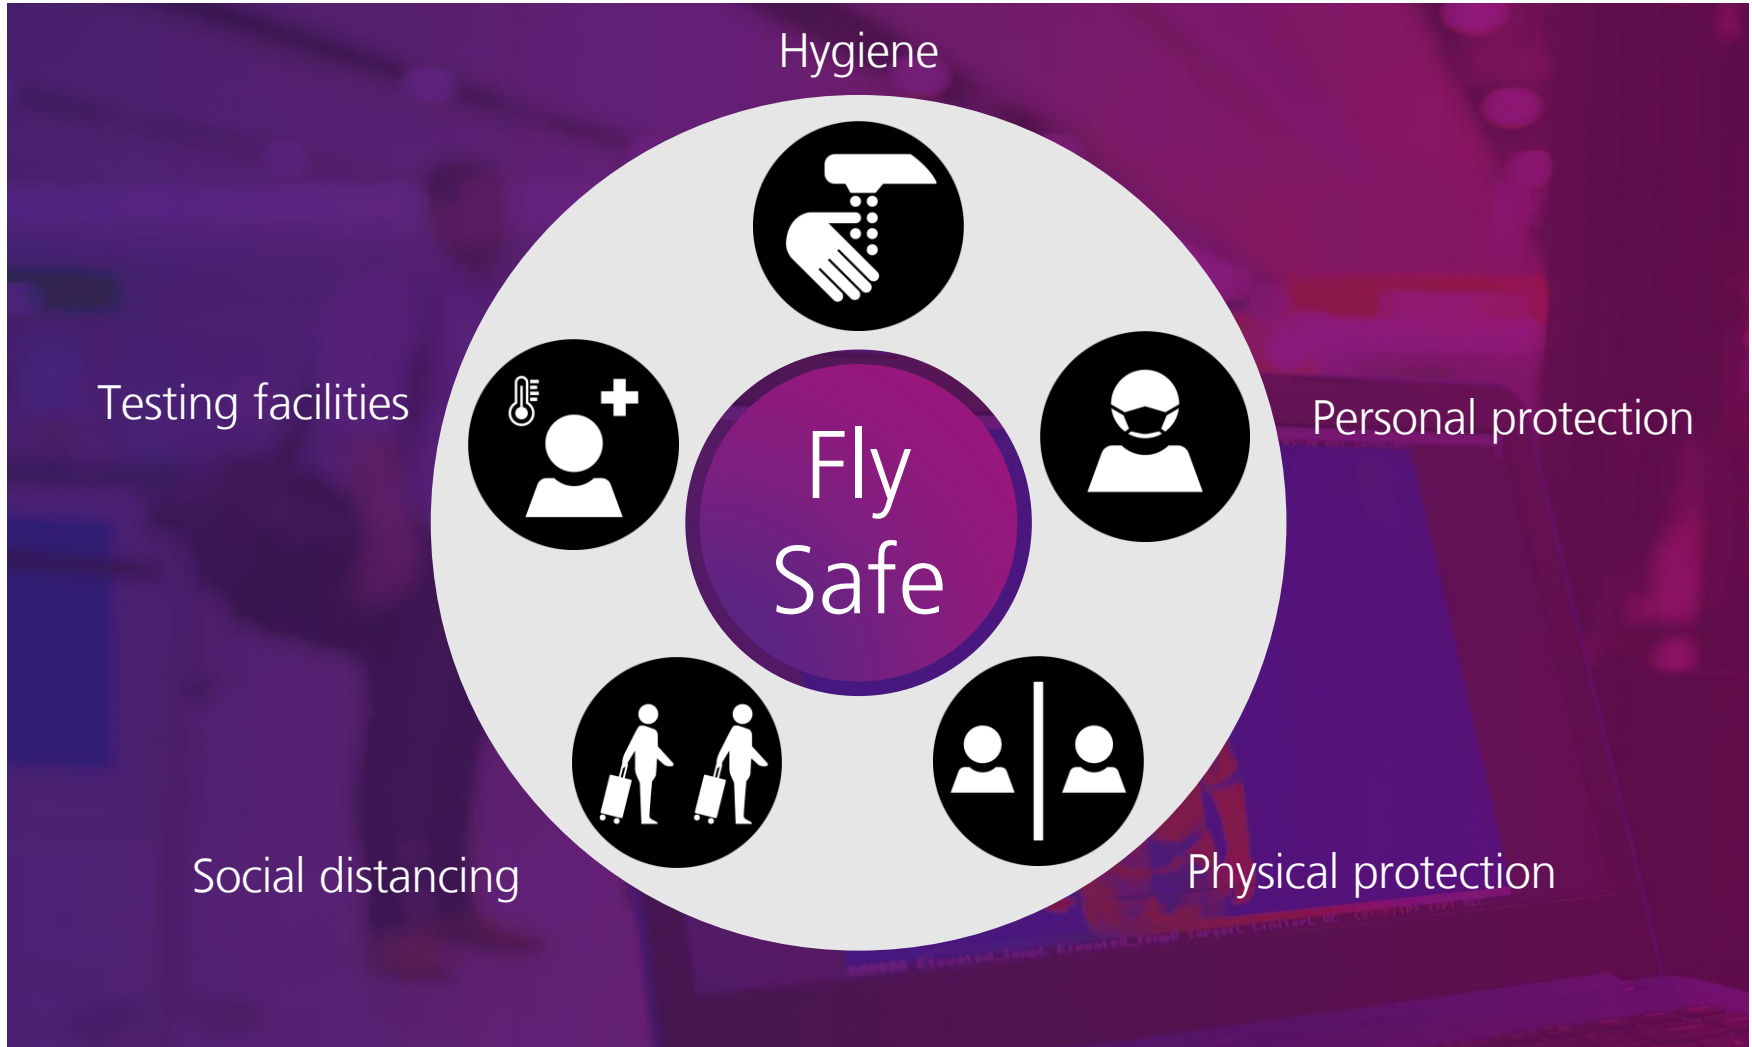 Hygiene
Testing facilities
Personal protection
Fly
Safe
Social distancing
Physical protection